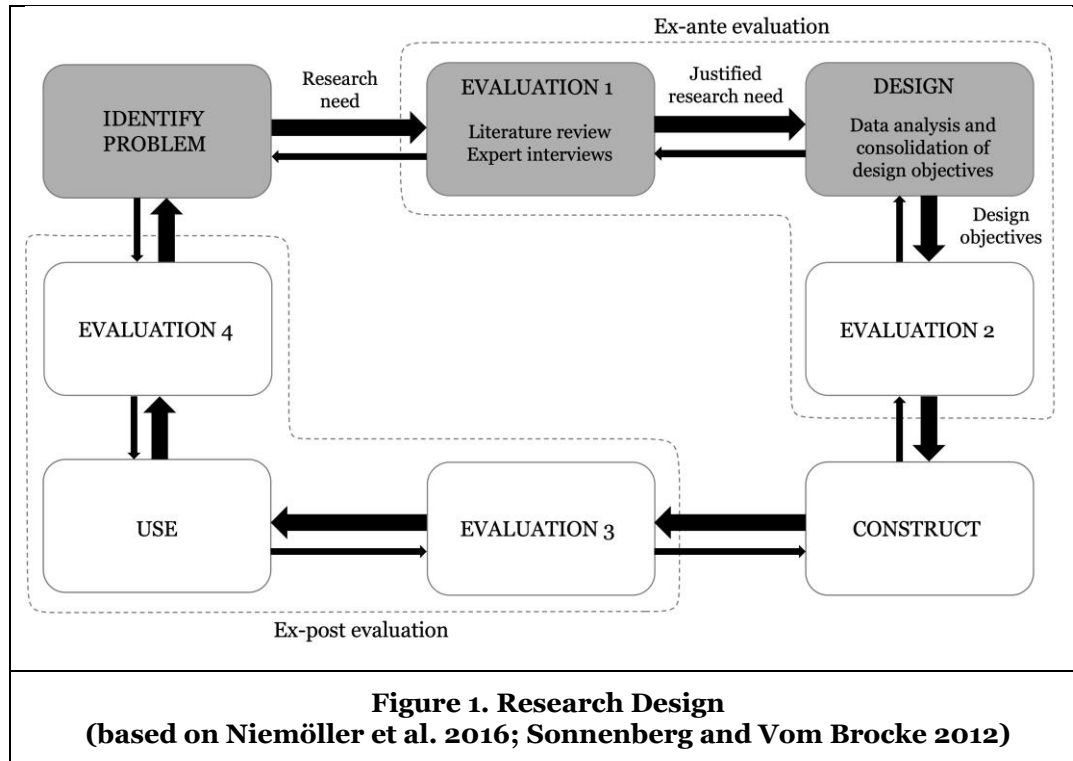 Ex-ante evaluation
IDENTIFY
PROBLEM
Research
need
EVALUATION 1
Literature review
Expert interviews
Justified
research need
DESIGN
Data analysis and
consolidation of
design objectives
Design
objectives
EVALUATION 4
EVALUATION 2
USE
EVALUATION 3
CONSTRUCT
Ex-post evaluation
Figure 1. Research Design
(based on Niemöller et al. 2016; Sonnenberg and Vom Brocke 2012)